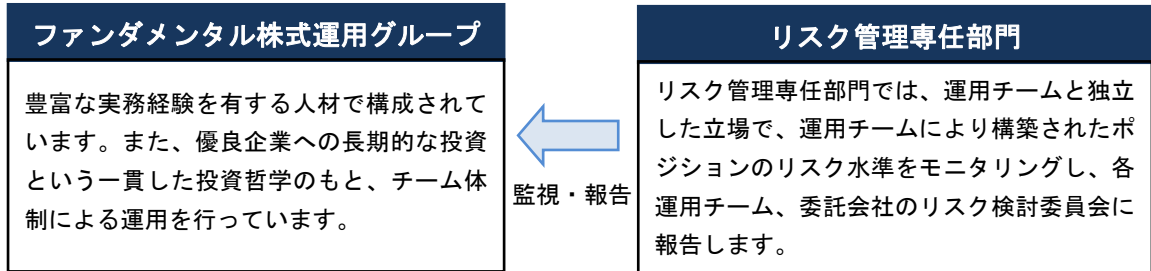 ファンダメンタル株式運用グループ
豊富な実務経験を有する人材で構成されて
います。また、優良企業への長期的な投資
という一貫した投資哲学のもと、チーム体
制による運用を行っています。
監視・報告
リスク管理専任部門
リスク管理専任部門では、運用チームと独立
した立場で、運用チームにより構築されたポ
ジションのリスク水準をモニタリングし、各
運用チーム、委託会社のリスク検討委員会に
報告します。